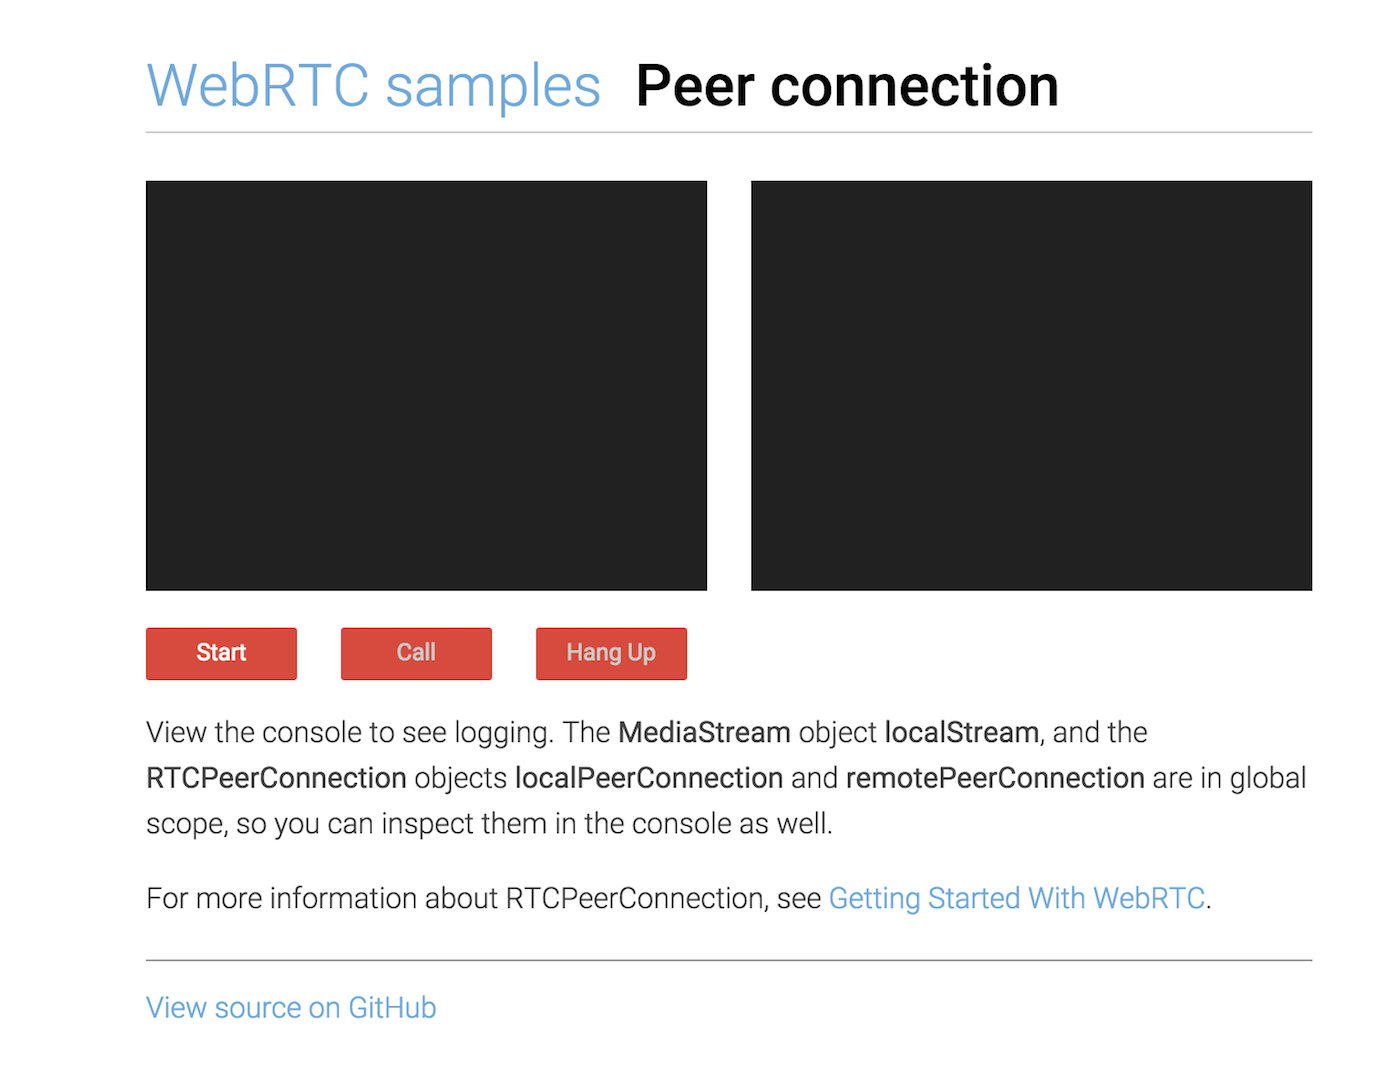 WebRTC samples Peer connection
Start Call Hang Up
View the console to see logging. The MediaStream object localStream, and the
RTCPeerConnection objects localPeerConnection and remotePeerConnection are in global
scope, so you can inspect them in the console as well.
For more information about RTCPeerConnection, see Getting Started With WebRTC.
View source on GitHub